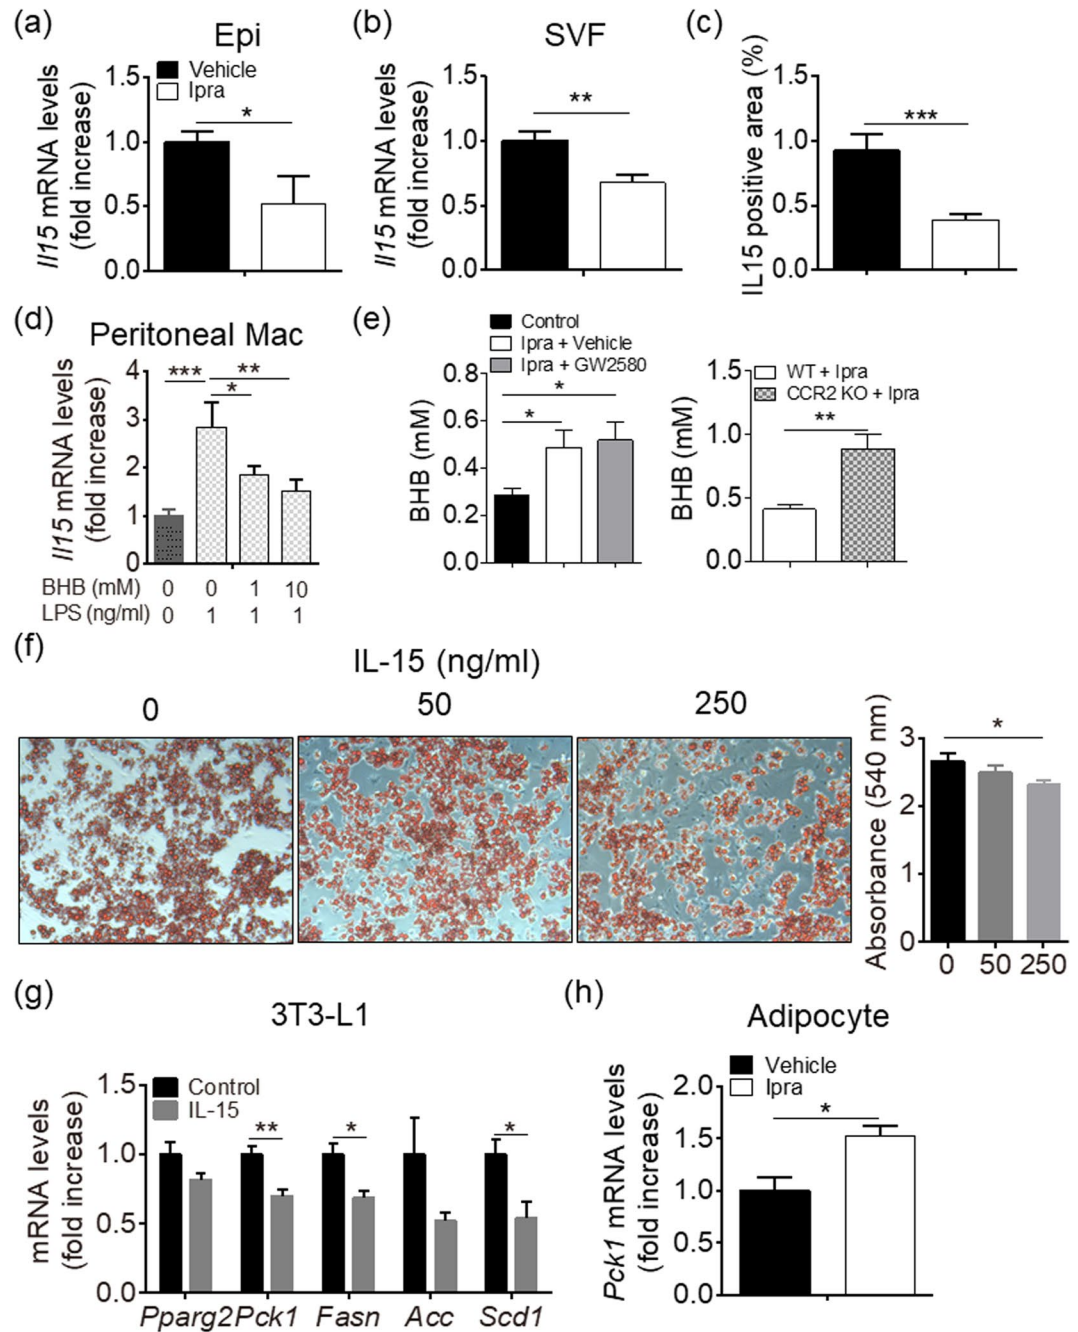 (a)
Epi
Vehicle
Ipra
Il15 mRNA levels
(fold increase)
1.5
1.0
0.5
0.0
*
(b)
SVF
Il15 mRNA levels
(fold increase)
1.5
1.0
0.5
0.0
**
(c)
IL15 positive area (%)
1.5
1.0
0.5
0.0
***
(d)
Peritoneal Mac
Il15 mRNA levels
(fold increase)
4
3
2
1
0
*** **
*
BHB (mM) 0 0 1 10
LPS (ng/ml) 0 1 1 1
(e)
Control
Ipra + Vehicle
Ipra + GW2580
BHB (mM)
0.8
0.6
0.4
0.2
0.0
*
*
WT + Ipra
CCR2 KO + Ipra
BHB (mM)
1.5
1.0
0.5
0.0
**
(f)
IL-15 (ng/ml)
0 50 250
Absorbance (540 nm)
3
2
1
0
*
0 50 250
(g)
3T3-L1
Control
IL-15
mRNA levels
(fold increase)
1.5
1.0
0.5
0.0
** * *
Pparg2 Pck1 Fasn Acc Scd1
(h)
Adipocyte
Vehicle
Ipra
Pck1 mRNA levels
(fold increase)
2.0
1.5
1.0
0.5
0.0
*